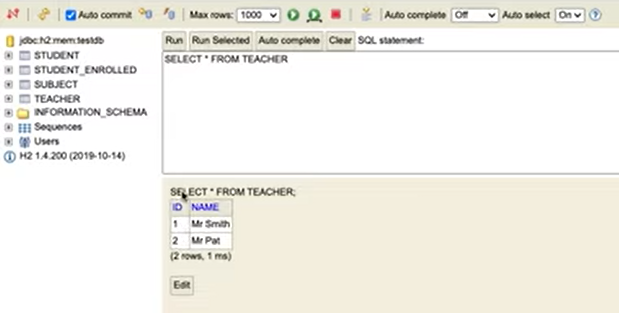 Auto commit Max rows: 1000 Auto complete Off Auto select On ?
jdbc:h2:mem:testdb
STUDENT
STUDENT_ENROLLED
SUBJECT
TEACHER
INFORMATION_SCHEMA
Sequences
Users
H2 1.4.200 (2019-10-14)
Run Run Selected Auto complete Clear SQL statement:
SELECT * FROM TEACHER
SELECT * FROM TEACHER;
ID NAME
1 Mr Smith
2 Mr Pat
(2 rows, 1 ms)
Edit